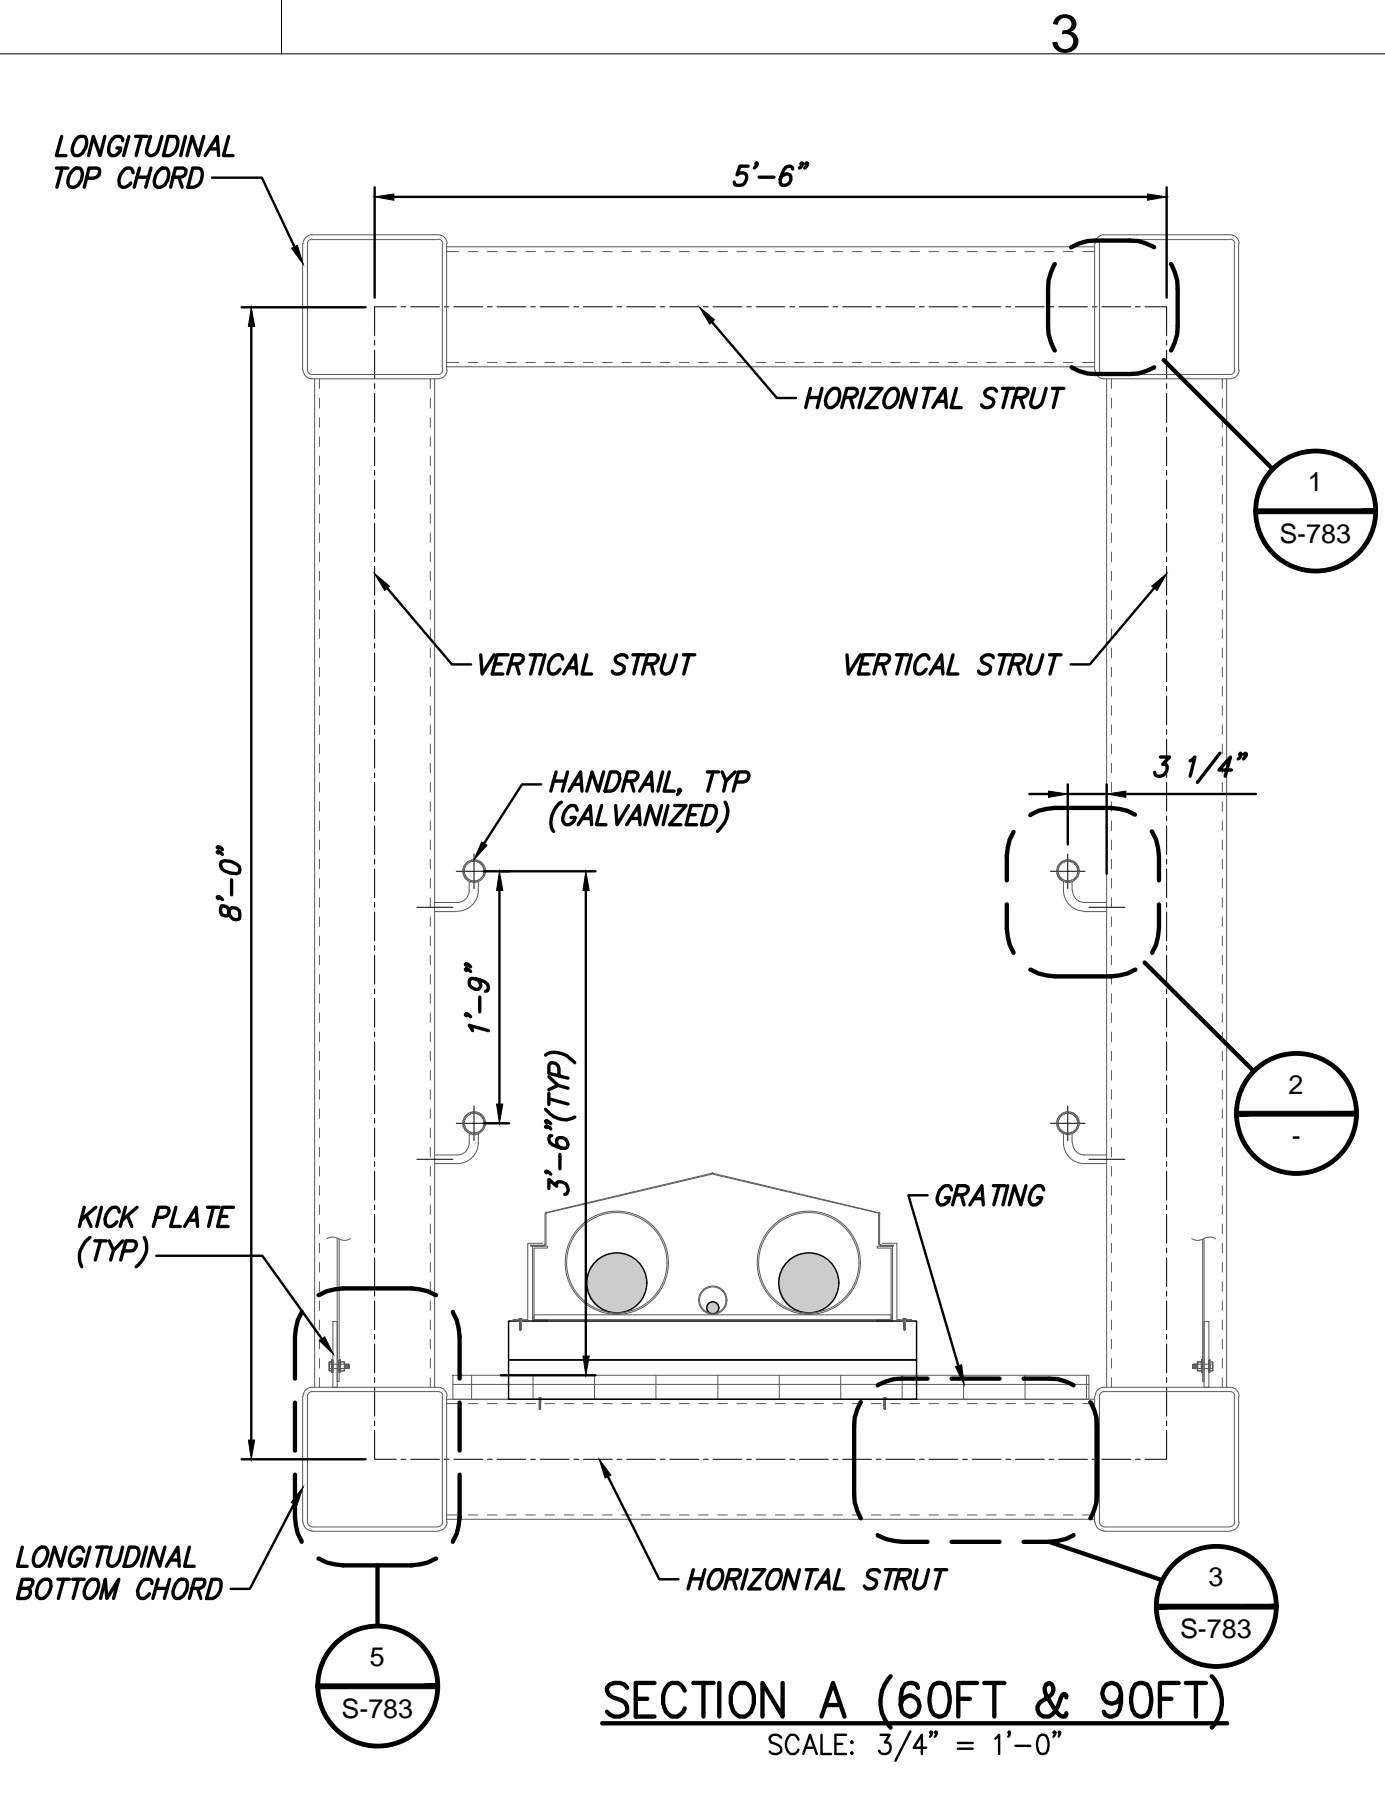 3
LONGITUDINAL
TOP CHORD
5'-6"
HORIZONTAL STRUT
1
S-783
VERTICAL STRUT
VERTICAL STRUT
3 1/4"
HANDRAIL, TYP
(GALVANIZED)
8'-0"
1'-9"
3'-6"(TYP)
2
-
GRATING
KICK PLATE
(TYP)
LONGITUDINAL
BOTTOM CHORD
HORIZONTAL STRUT
3
S-783
5
S-783
SECTION A (60FT & 90FT)
SCALE: 3/4" = 1'-0"